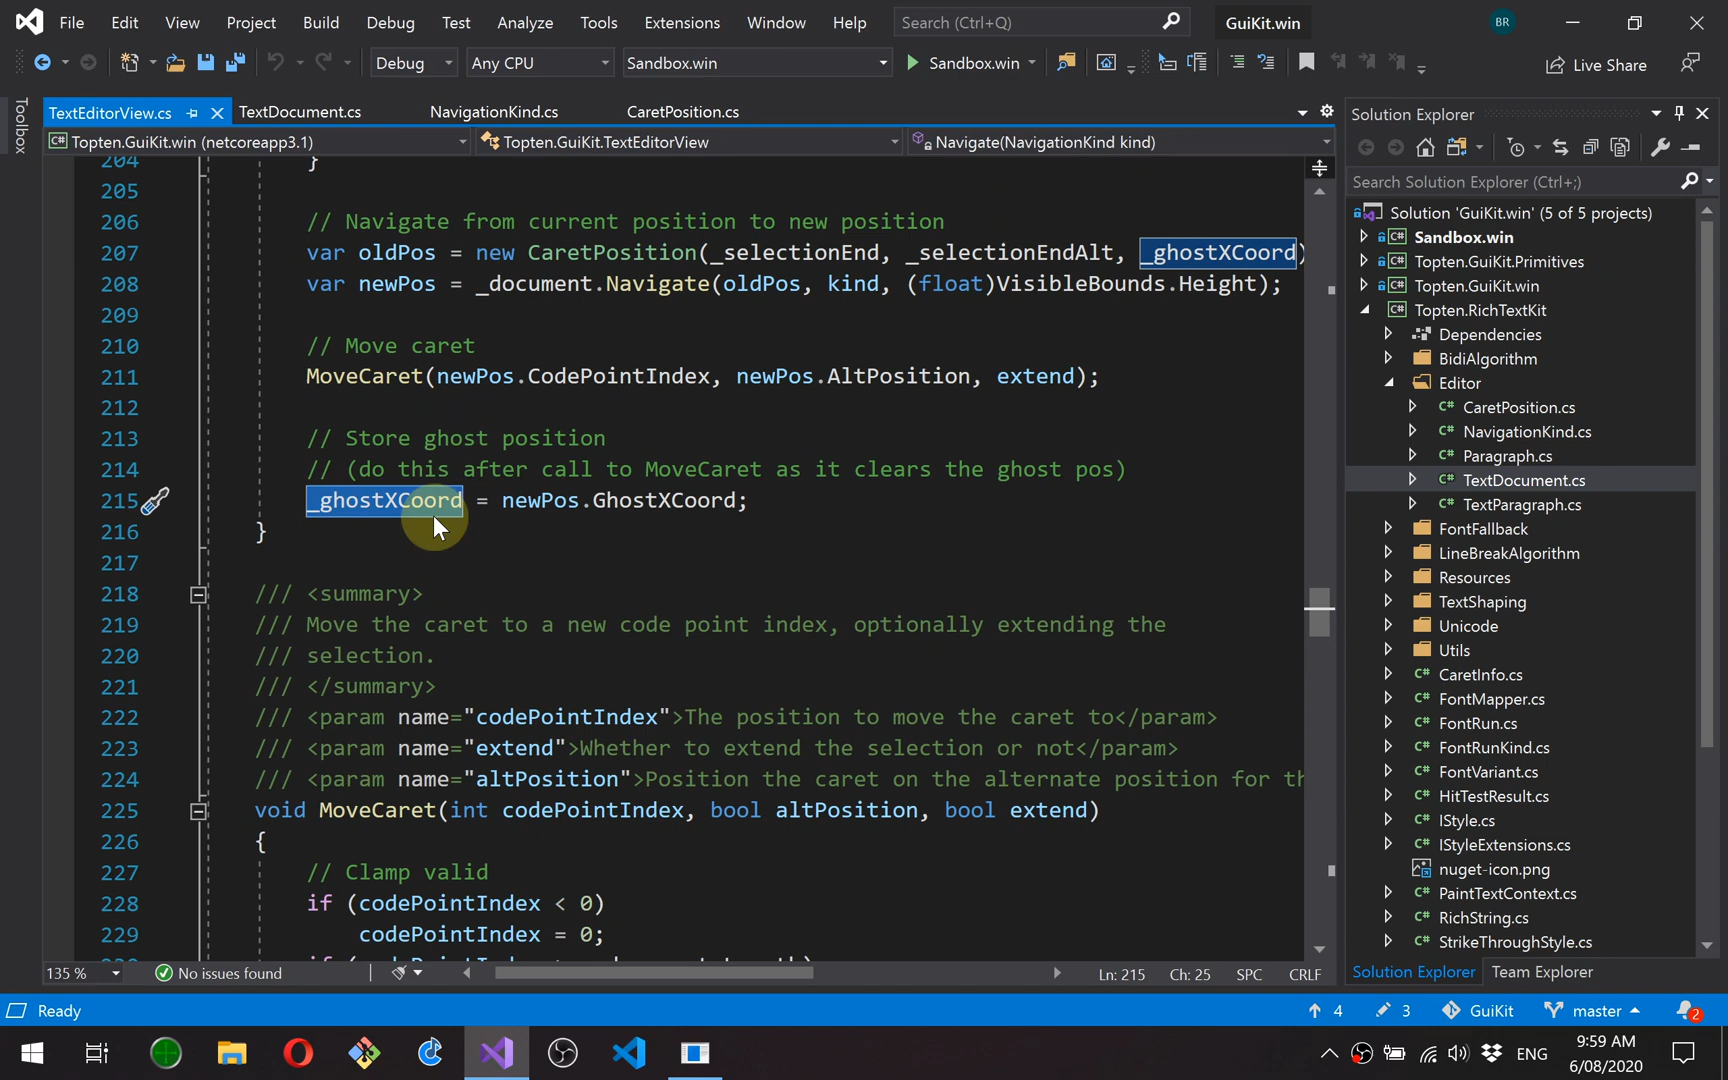 File Edit View Project Build Debug Test Analyze Tools Extensions Window Help Search (Ctrl+Q) GuiKit.win BR
Debug Any CPU Sandbox.win Sandbox.win Live Share
Toolbox
TextEditorView.cs TextDocument.cs NavigationKind.cs CaretPosition.cs
Topten.GuiKit.win (netcoreapp3.1) Topten.GuiKit.TextEditorView Navigate(NavigationKind kind)
204 }
205
206 // Navigate from current position to new position
207 var oldPos = new CaretPosition(_selectionEnd, _selectionEndAlt, _ghostXCoord)
208 var newPos = _document.Navigate(oldPos, kind, (float)VisibleBounds.Height);
209
210 // Move caret
211 MoveCaret(newPos.CodePointIndex, newPos.AltPosition, extend);
212
213 // Store ghost position
214 // (do this after call to MoveCaret as it clears the ghost pos)
215 _ghostXCoord = newPos.GhostXCoord;
216 }
217
218 /// <summary>
219 /// Move the caret to a new code point index, optionally extending the
220 /// selection.
221 /// </summary>
222 /// <param name="codePointIndex">The position to move the caret to</param>
223 /// <param name="extend">Whether to extend the selection or not</param>
224 /// <param name="altPosition">Position the caret on the alternate position for th
225 void MoveCaret(int codePointIndex, bool altPosition, bool extend)
226 {
227 // Clamp valid
228 if (codePointIndex < 0)
229 codePointIndex = 0;
135 % No issues found Ln: 215 Ch: 25 SPC CRLF
Solution Explorer
Search Solution Explorer (Ctrl+;)
Solution 'GuiKit.win' (5 of 5 projects)
Sandbox.win
Topten.GuiKit.Primitives
Topten.GuiKit.win
Topten.RichTextKit
Dependencies
BidiAlgorithm
Editor
CaretPosition.cs
NavigationKind.cs
Paragraph.cs
TextDocument.cs
TextParagraph.cs
FontFallback
LineBreakAlgorithm
Resources
TextShaping
Unicode
Utils
CaretInfo.cs
FontMapper.cs
FontRun.cs
FontRunKind.cs
FontVariant.cs
HitTestResult.cs
IStyle.cs
IStyleExtensions.cs
nuget-icon.png
PaintTextContext.cs
RichString.cs
StrikeThroughStyle.cs
Solution Explorer Team Explorer
Ready 4 3 GuiKit master 2
ENG 9:59 AM
6/08/2020